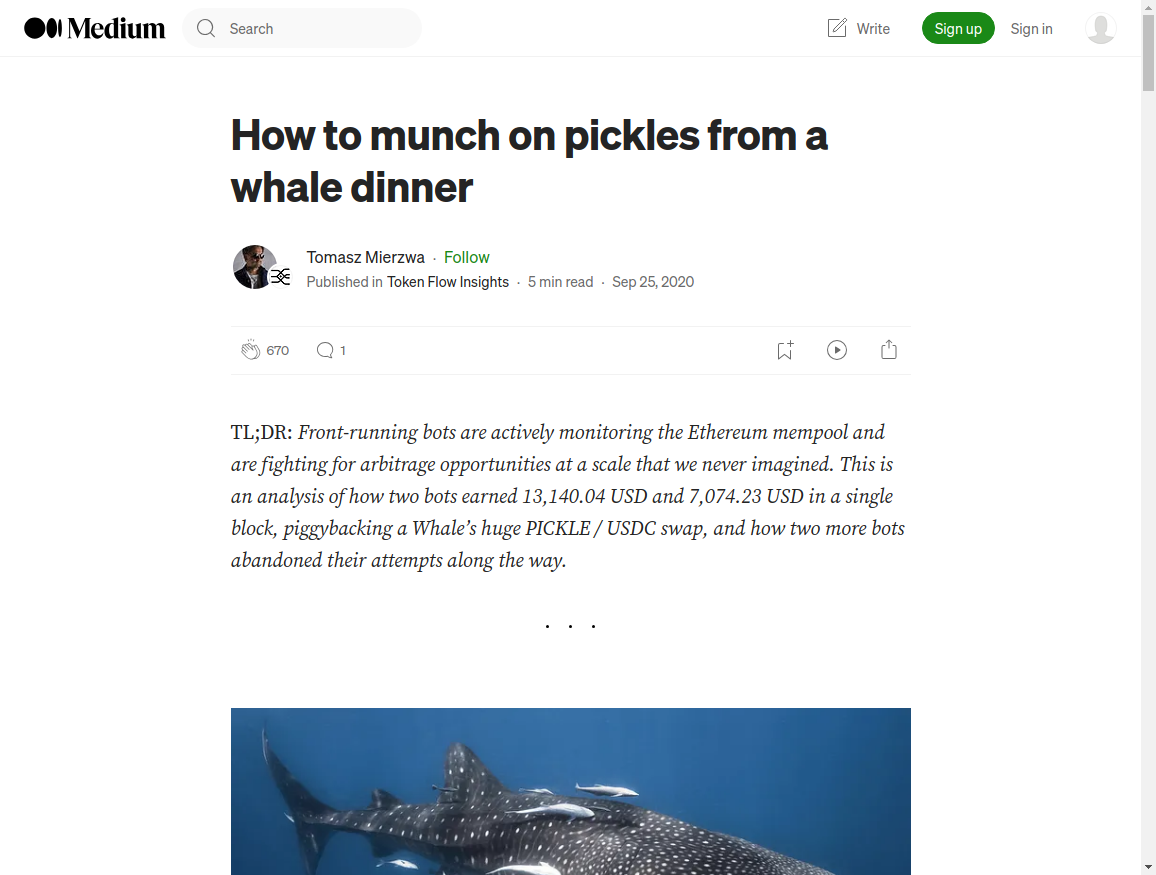 Medium
Search
Write
Sign up
Sign in
How to munch on pickles from a
whale dinner
Tomasz Mierzwa · Follow
Published in Token Flow Insights · 5 min read · Sep 25, 2020
670
1
TL;DR: Front-running bots are actively monitoring the Ethereum mempool and
are fighting for arbitrage opportunities at a scale that we never imagined. This is
an analysis of how two bots earned 13,140.04 USD and 7,074.23 USD in a single
block, piggybacking a Whale’s huge PICKLE / USDC swap, and how two more bots
abandoned their attempts along the way.
. . .